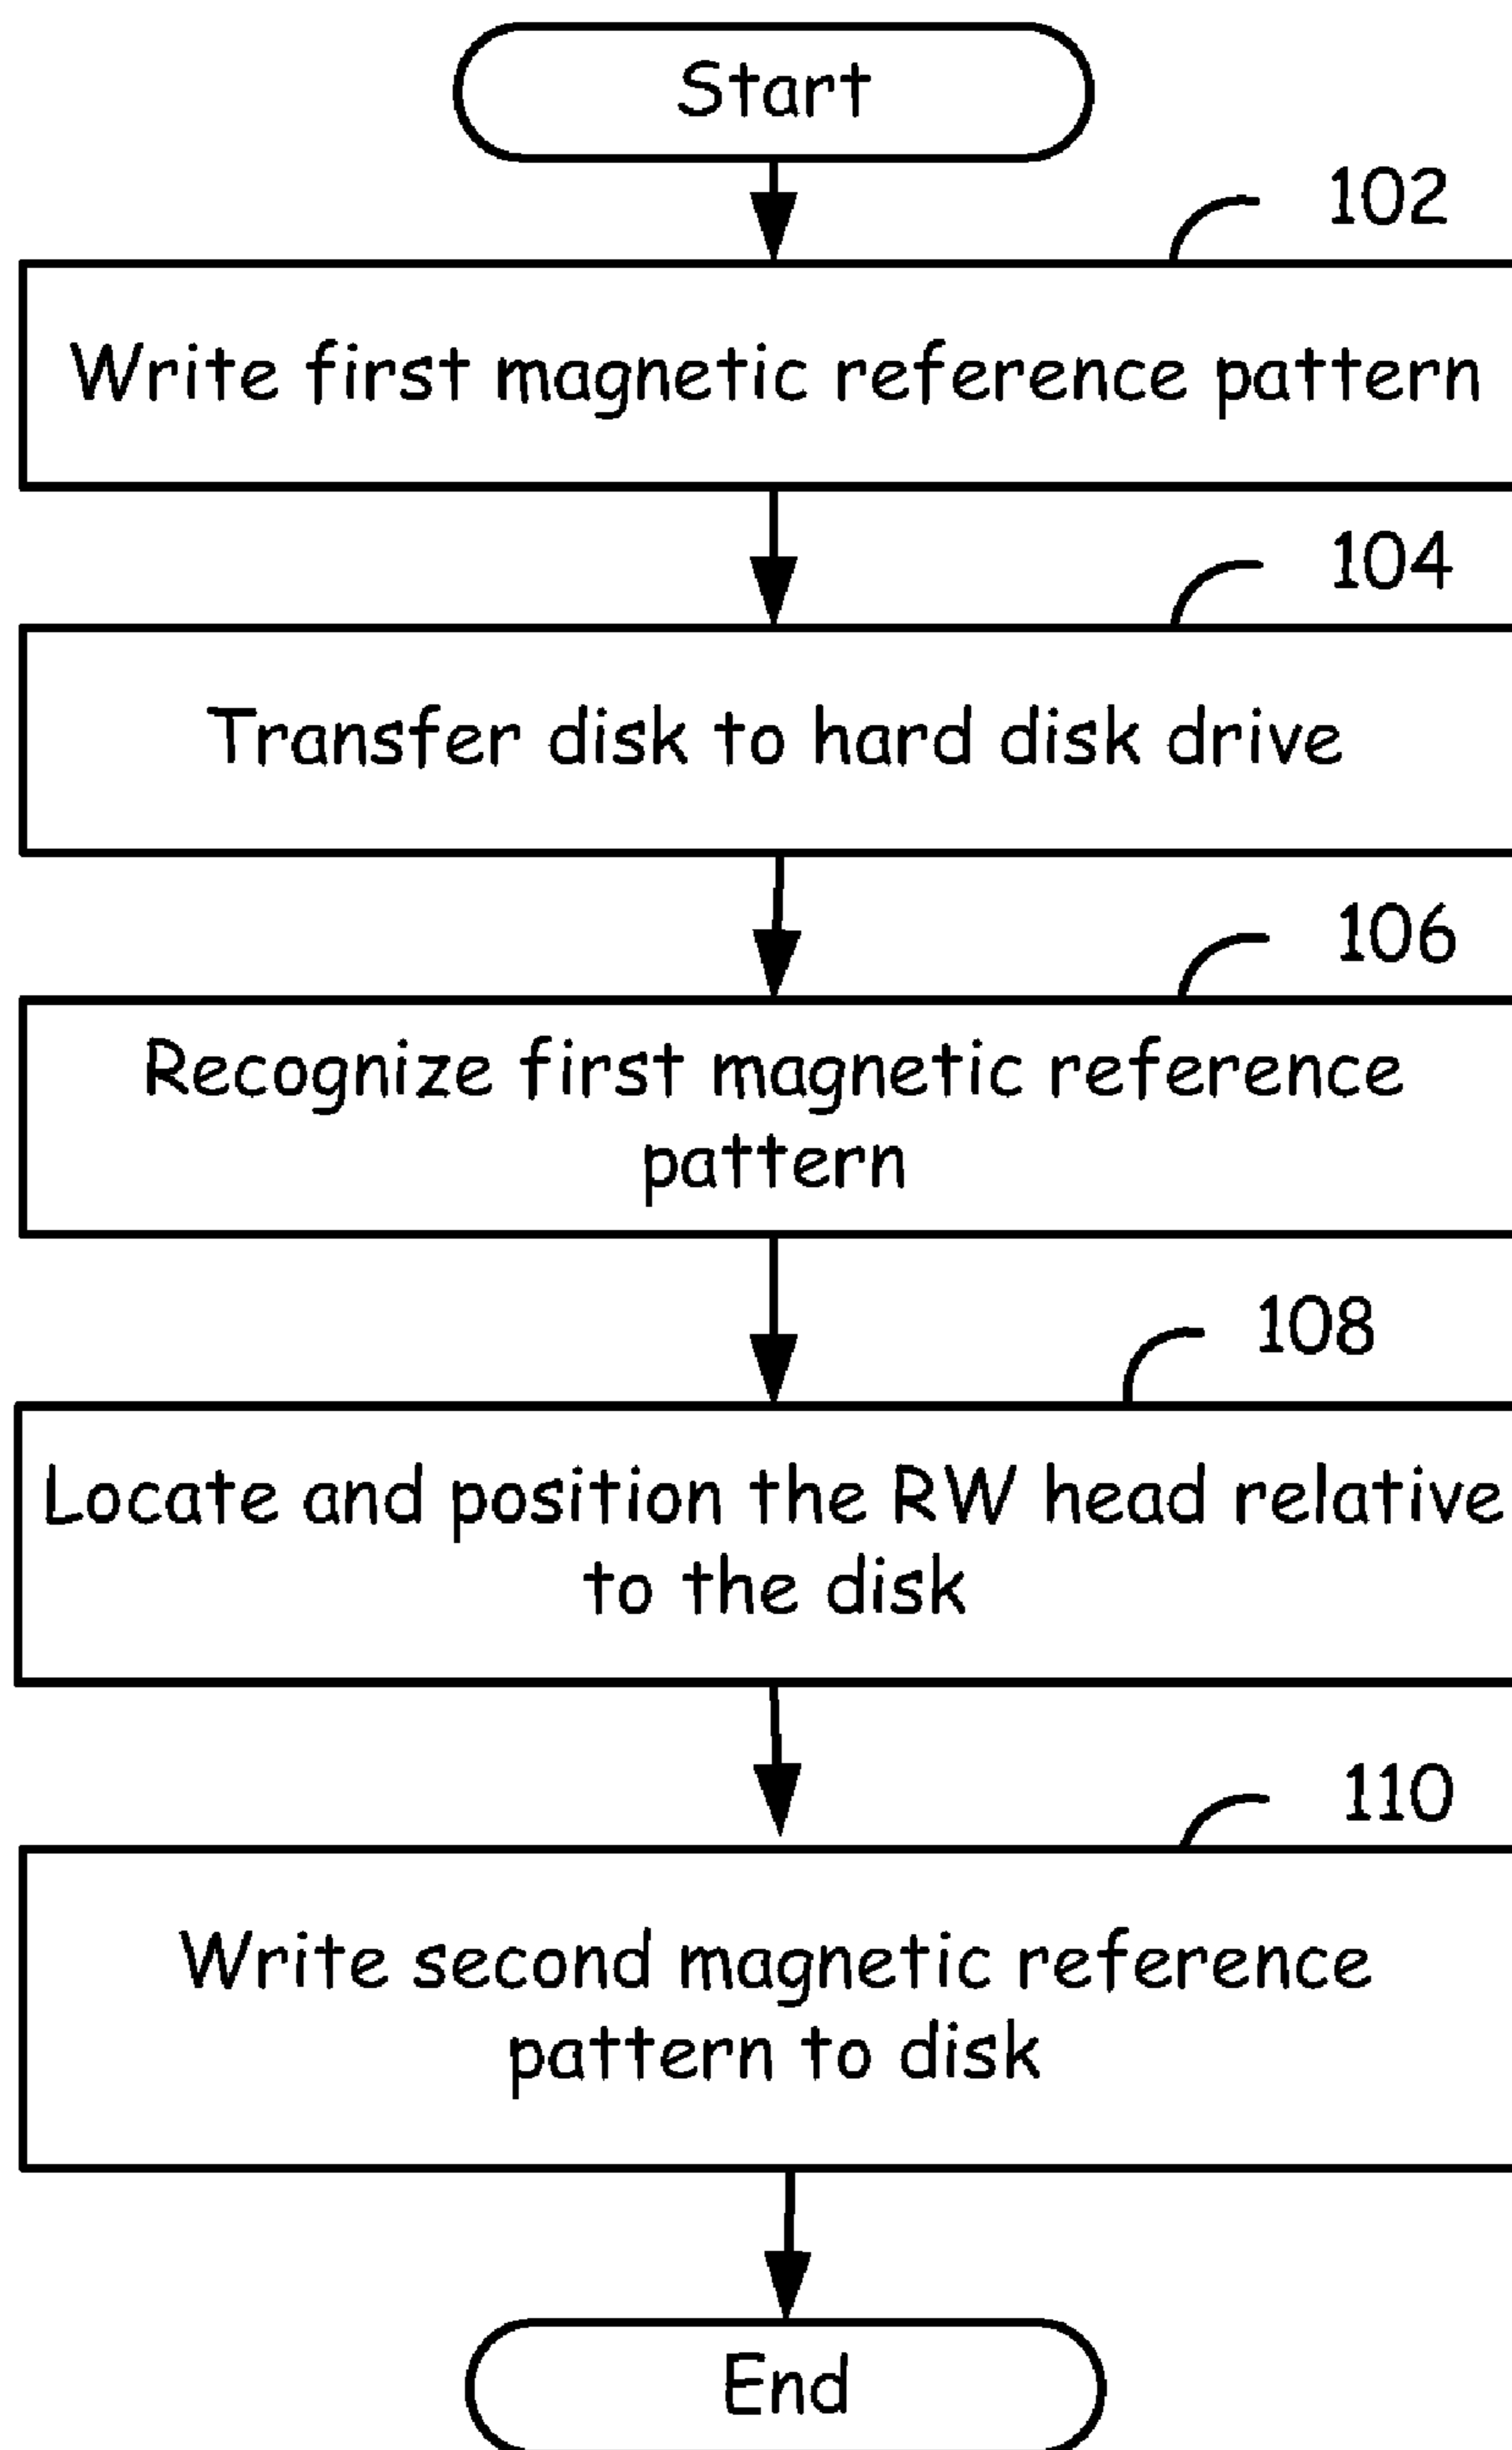 Start
102
Write first magnetic reference pattern
104
Transfer disk to hard disk drive
106
Recognize first magnetic reference
pattern
108
Locate and position the RW head relative
to the disk
110
Write second magnetic reference
pattern to disk
End